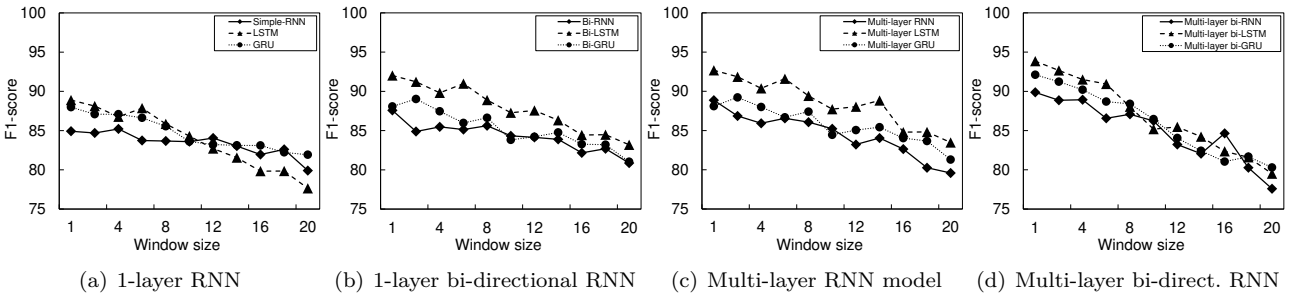 100
95
90
85
80
75
F1-score
1 4 8 12 16 20
Window size
Simple-RNN
LSTM
GRU
(a) 1-layer RNN
100
95
90
85
80
75
F1-score
1 4 8 12 16 20
Window size
Bi-RNN
Bi-LSTM
Bi-GRU
(b) 1-layer bi-directional RNN
100
95
90
85
80
75
F1-score
1 4 8 12 16 20
Window size
Multi-layer RNN
Multi-layer LSTM
Multi-layer GRU
(c) Multi-layer RNN model
100
95
90
85
80
75
F1-score
1 4 8 12 16 20
Window size
Multi-layer bi-RNN
Multi-layer bi-LSTM
Multi-layer bi-GRU
(d) Multi-layer bi-direct. RNN